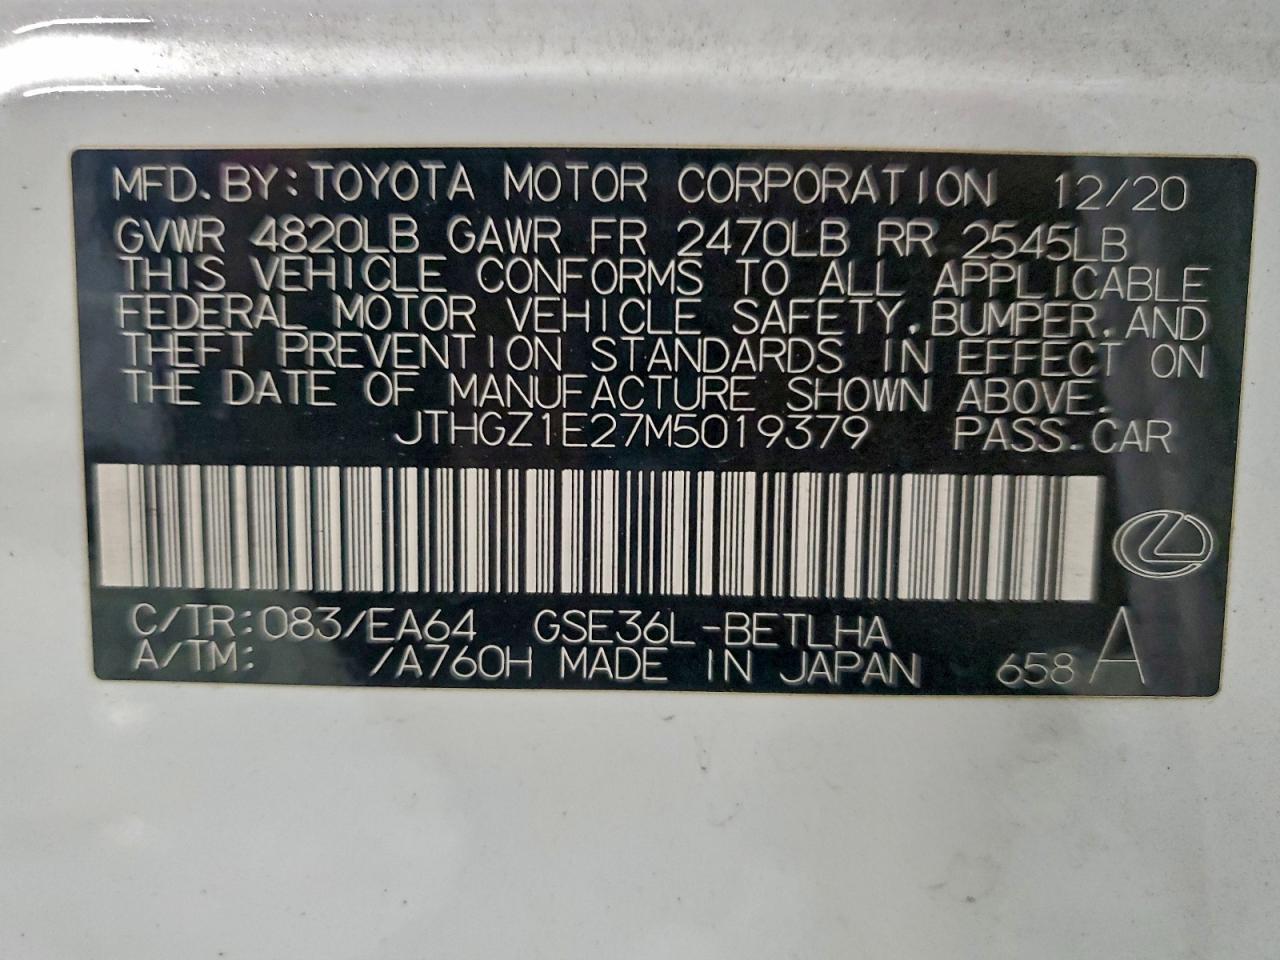 MFD. BY: TOYOTA MOTOR CORPORATION 12/20
GVWR 4820LB GAWR FR 2470LB RR 2545LB
THIS VEHICLE CONFORMS TO ALL APPLICABLE
FEDERAL MOTOR VEHICLE SAFETY, BUMPER, AND
THEFT PREVENTION STANDARDS IN EFFECT ON
THE DATE OF MANUFACTURE SHOWN ABOVE.
JTHGZ1E27M5019379 PASS. CAR
C/TR: 083/EA64 GSE36L-BETLHA
A/TM: /A760H MADE IN JAPAN 658 A